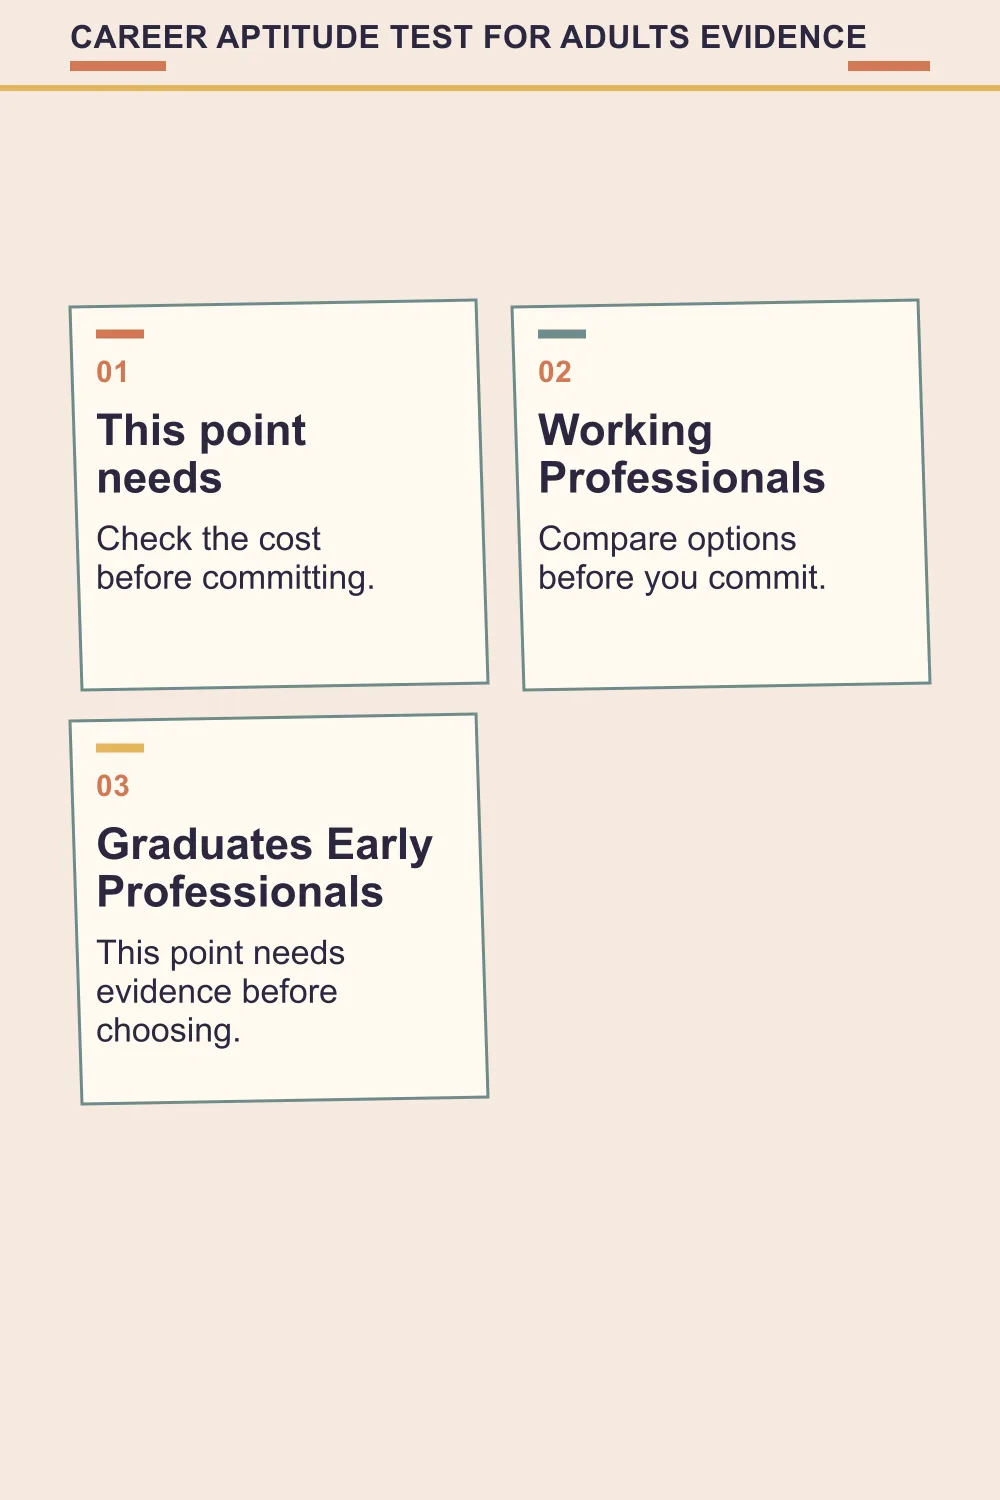 CAREER APTITUDE TEST FOR ADULTS EVIDENCE
01
This point
needs
Check the cost
before committing.
02
Working
Professionals
Compare options
before you commit.
03
Graduates Early
Professionals
This point needs
evidence before
choosing.